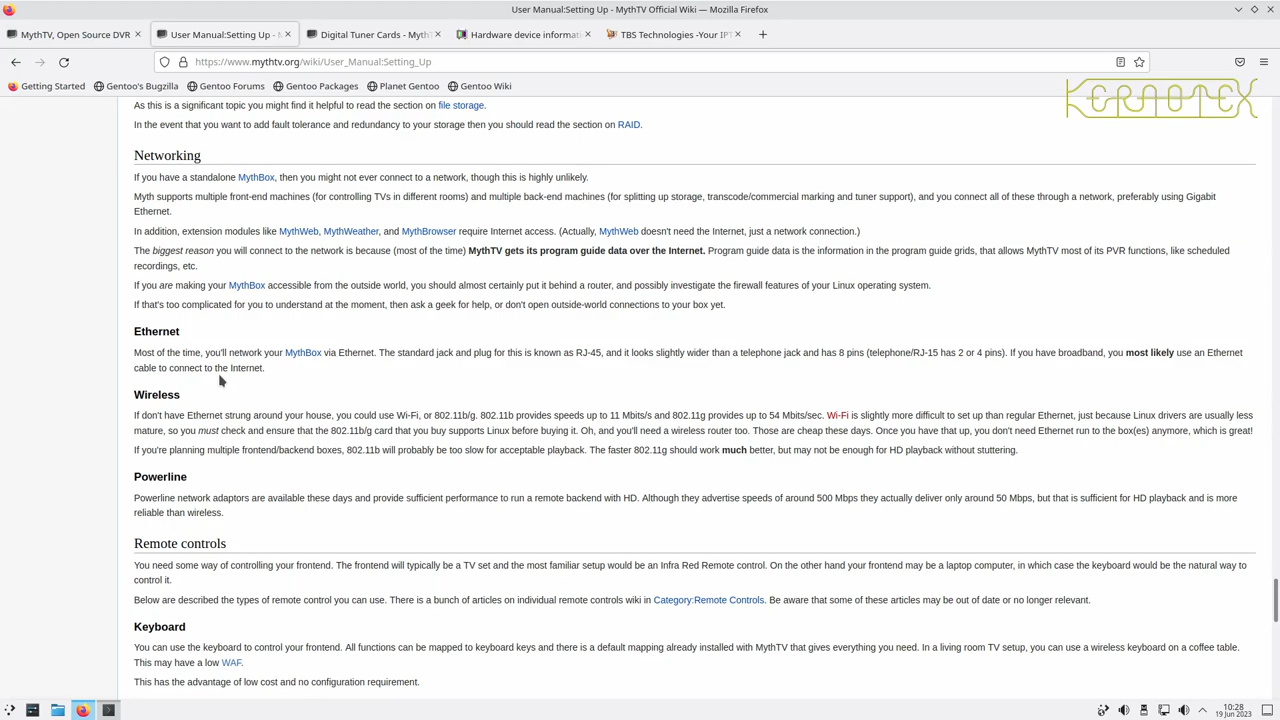 User Manual:Setting Up - MythTV Official Wiki — Mozilla Firefox
MythTV, Open Source DVR
User Manual:Setting Up -
Digital Tuner Cards - Myth
Hardware device informat
TBS Technologies -Your IPT
https://www.mythtv.org/wiki/User_Manual:Setting_Up
Getting Started
Gentoo's Bugzilla
Gentoo Forums
Gentoo Packages
Planet Gentoo
Gentoo Wiki
KERNOTEX
As this is a significant topic you might find it helpful to read the section on file storage.
In the event that you want to add fault tolerance and redundancy to your storage then you should read the section on RAID.
Networking
If you have a standalone MythBox, then you might not ever connect to a network, though this is highly unlikely.
Myth supports multiple front-end machines (for controlling TVs in different rooms) and multiple back-end machines (for splitting up storage, transcode/commercial marking and tuner support), and you connect all of these through a network, preferably using Gigabit
Ethernet.
In addition, extension modules like MythWeb, MythWeather, and MythBrowser require Internet access. (Actually, MythWeb doesn't need the Internet, just a network connection.)
The biggest reason you will connect to the network is because (most of the time) MythTV gets its program guide data over the Internet. Program guide data is the information in the program guide grids, that allows MythTV most of its PVR functions, like scheduled
recordings, etc.
If you are making your MythBox accessible from the outside world, you should almost certainly put it behind a router, and possibly investigate the firewall features of your Linux operating system.
If that's too complicated for you to understand at the moment, then ask a geek for help, or don't open outside-world connections to your box yet.
Ethernet
Most of the time, you'll network your MythBox via Ethernet. The standard jack and plug for this is known as RJ-45, and it looks slightly wider than a telephone jack and has 8 pins (telephone/RJ-15 has 2 or 4 pins). If you have broadband, you most likely use an Ethernet
cable to connect to the Internet.
Wireless
If don't have Ethernet strung around your house, you could use Wi-Fi, or 802.11b/g. 802.11b provides speeds up to 11 Mbits/s and 802.11g provides up to 54 Mbits/sec. Wi-Fi is slightly more difficult to set up than regular Ethernet, just because Linux drivers are usually less
mature, so you must check and ensure that the 802.11b/g card that you buy supports Linux before buying it. Oh, and you'll need a wireless router too. Those are cheap these days. Once you have that up, you don't need Ethernet run to the box(es) anymore, which is great!
If you're planning multiple frontend/backend boxes, 802.11b will probably be too slow for acceptable playback. The faster 802.11g should work much better, but may not be enough for HD playback without stuttering.
Powerline
Powerline network adaptors are available these days and provide sufficient performance to run a remote backend with HD. Although they advertise speeds of around 500 Mbps they actually deliver only around 50 Mbps, but that is sufficient for HD playback and is more
reliable than wireless.
Remote controls
You need some way of controlling your frontend. The frontend will typically be a TV set and the most familiar setup would be an Infra Red Remote control. On the other hand your frontend may be a laptop computer, in which case the keyboard would be the natural way to
control it.
Below are described the types of remote control you can use. There is a bunch of articles on individual remote controls wiki in Category:Remote Controls. Be aware that some of these articles may be out of date or no longer relevant.
Keyboard
You can use the keyboard to control your frontend. All functions can be mapped to keyboard keys and there is a default mapping already installed with MythTV that gives everything you need. In a living room TV setup, you can use a wireless keyboard on a coffee table.
This may have a low WAF.
This has the advantage of low cost and no configuration requirement.
10:28
19 Jun 2023